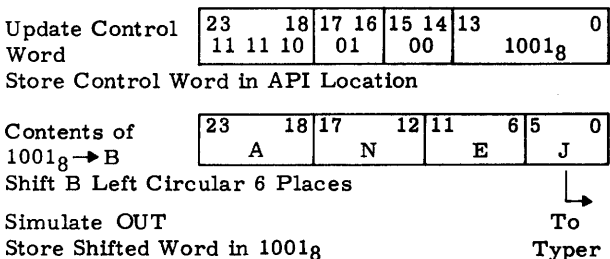 Update Control Word
23 18 17 16 15 14 13 0
11 11 10 01 00 1001₈
Store Control Word in API Location
Contents of 1001₈→B
23 18 17 12 11 6 5 0
A N E J
Shift B Left Circular 6 Places
Simulate OUT
Store Shifted Word in 1001₈
To
Typer